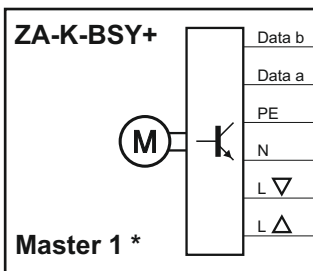 ZA-K-BSY+
Data b
Data a
PE
M
N
L ▽
L △
Master 1 *